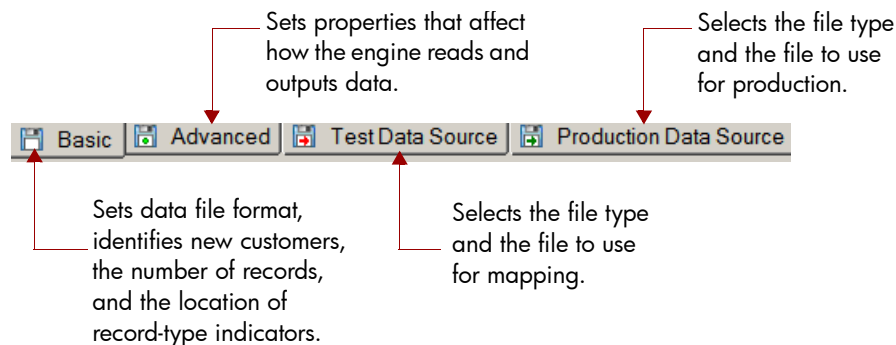 Sets properties that affect
how the engine reads and
outputs data.
Selects the file type
and the file to use
for production.
Basic
Advanced
Test Data Source
Production Data Source
Sets data file format,
identifies new customers,
the number of records,
and the location of
record-type indicators.
Selects the file type
and the file to use
for mapping.